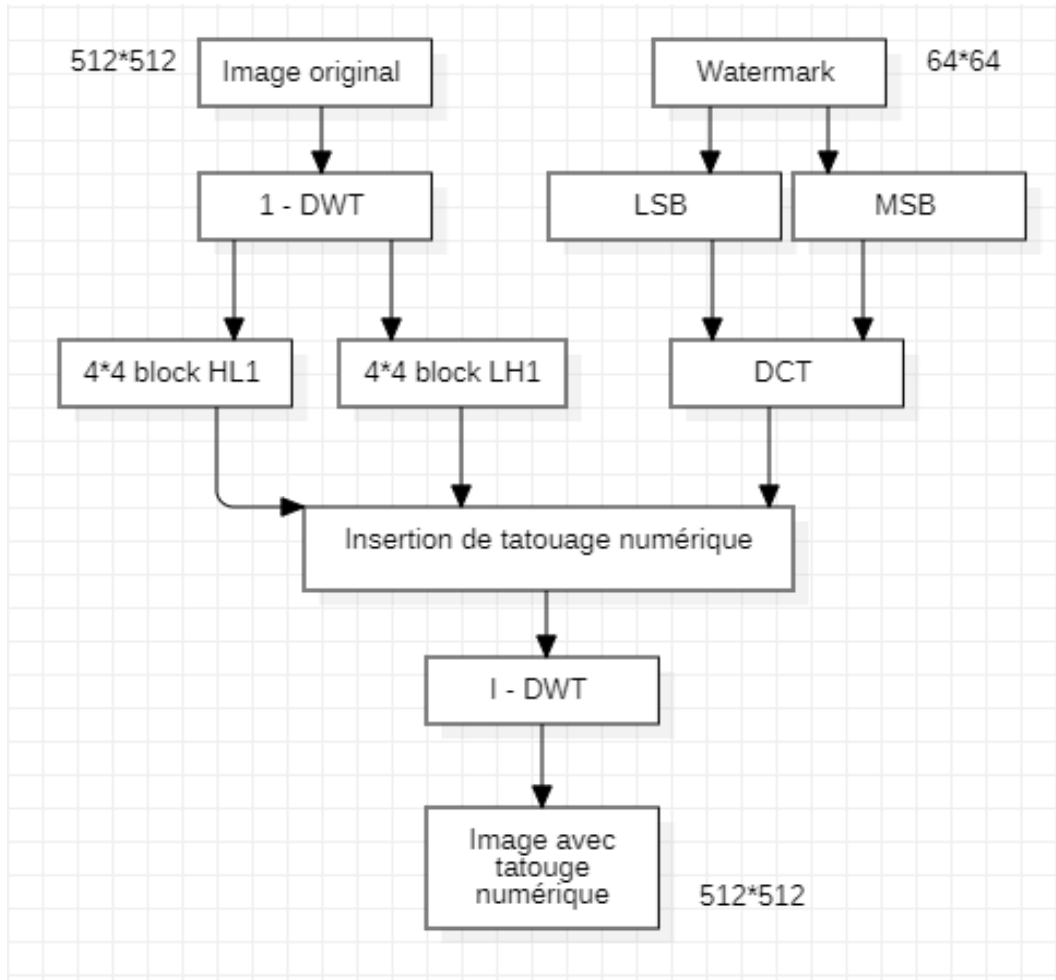 512*512
Image original
Watermark
64*64
1 - DWT
LSB
MSB
4*4 block HL1
4*4 block LH1
DCT
Insertion de tatouage numérique
I - DWT
Image avec
tatouge
numérique
512*512